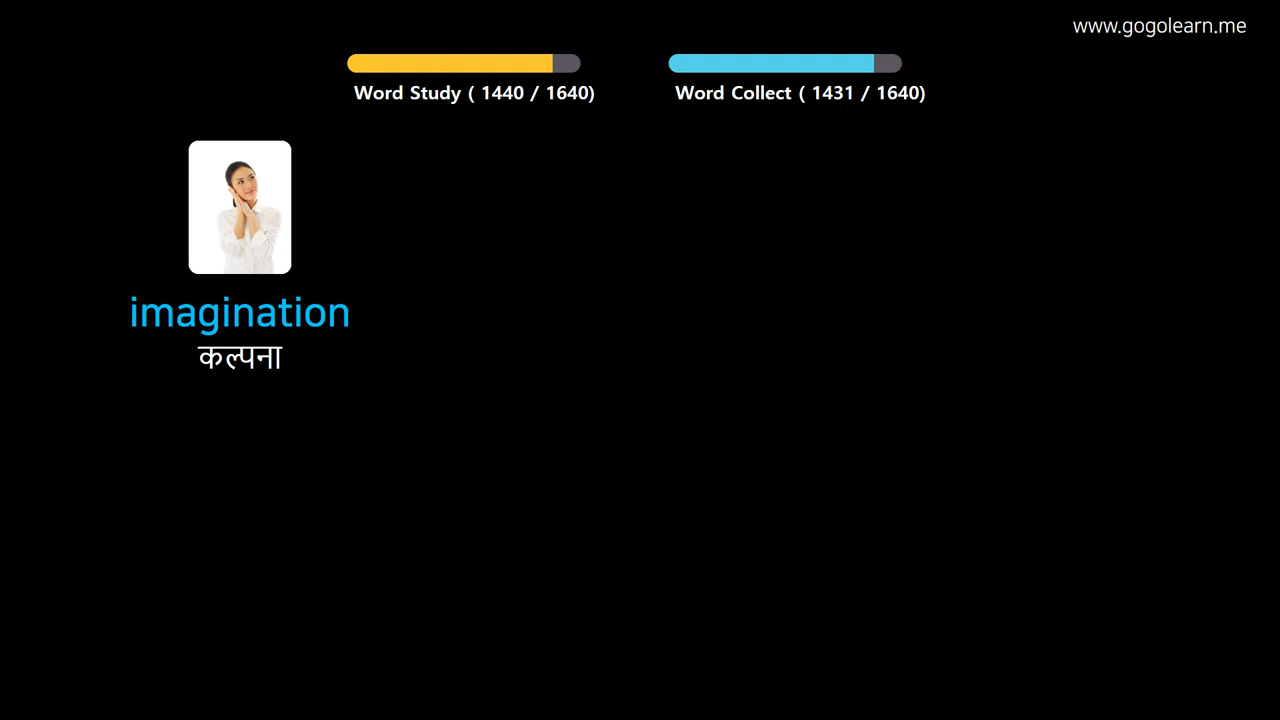 www.gogolearn.me
Word Study ( 1440 / 1640)
Word Collect ( 1431 / 1640)
imagination
कल्पना